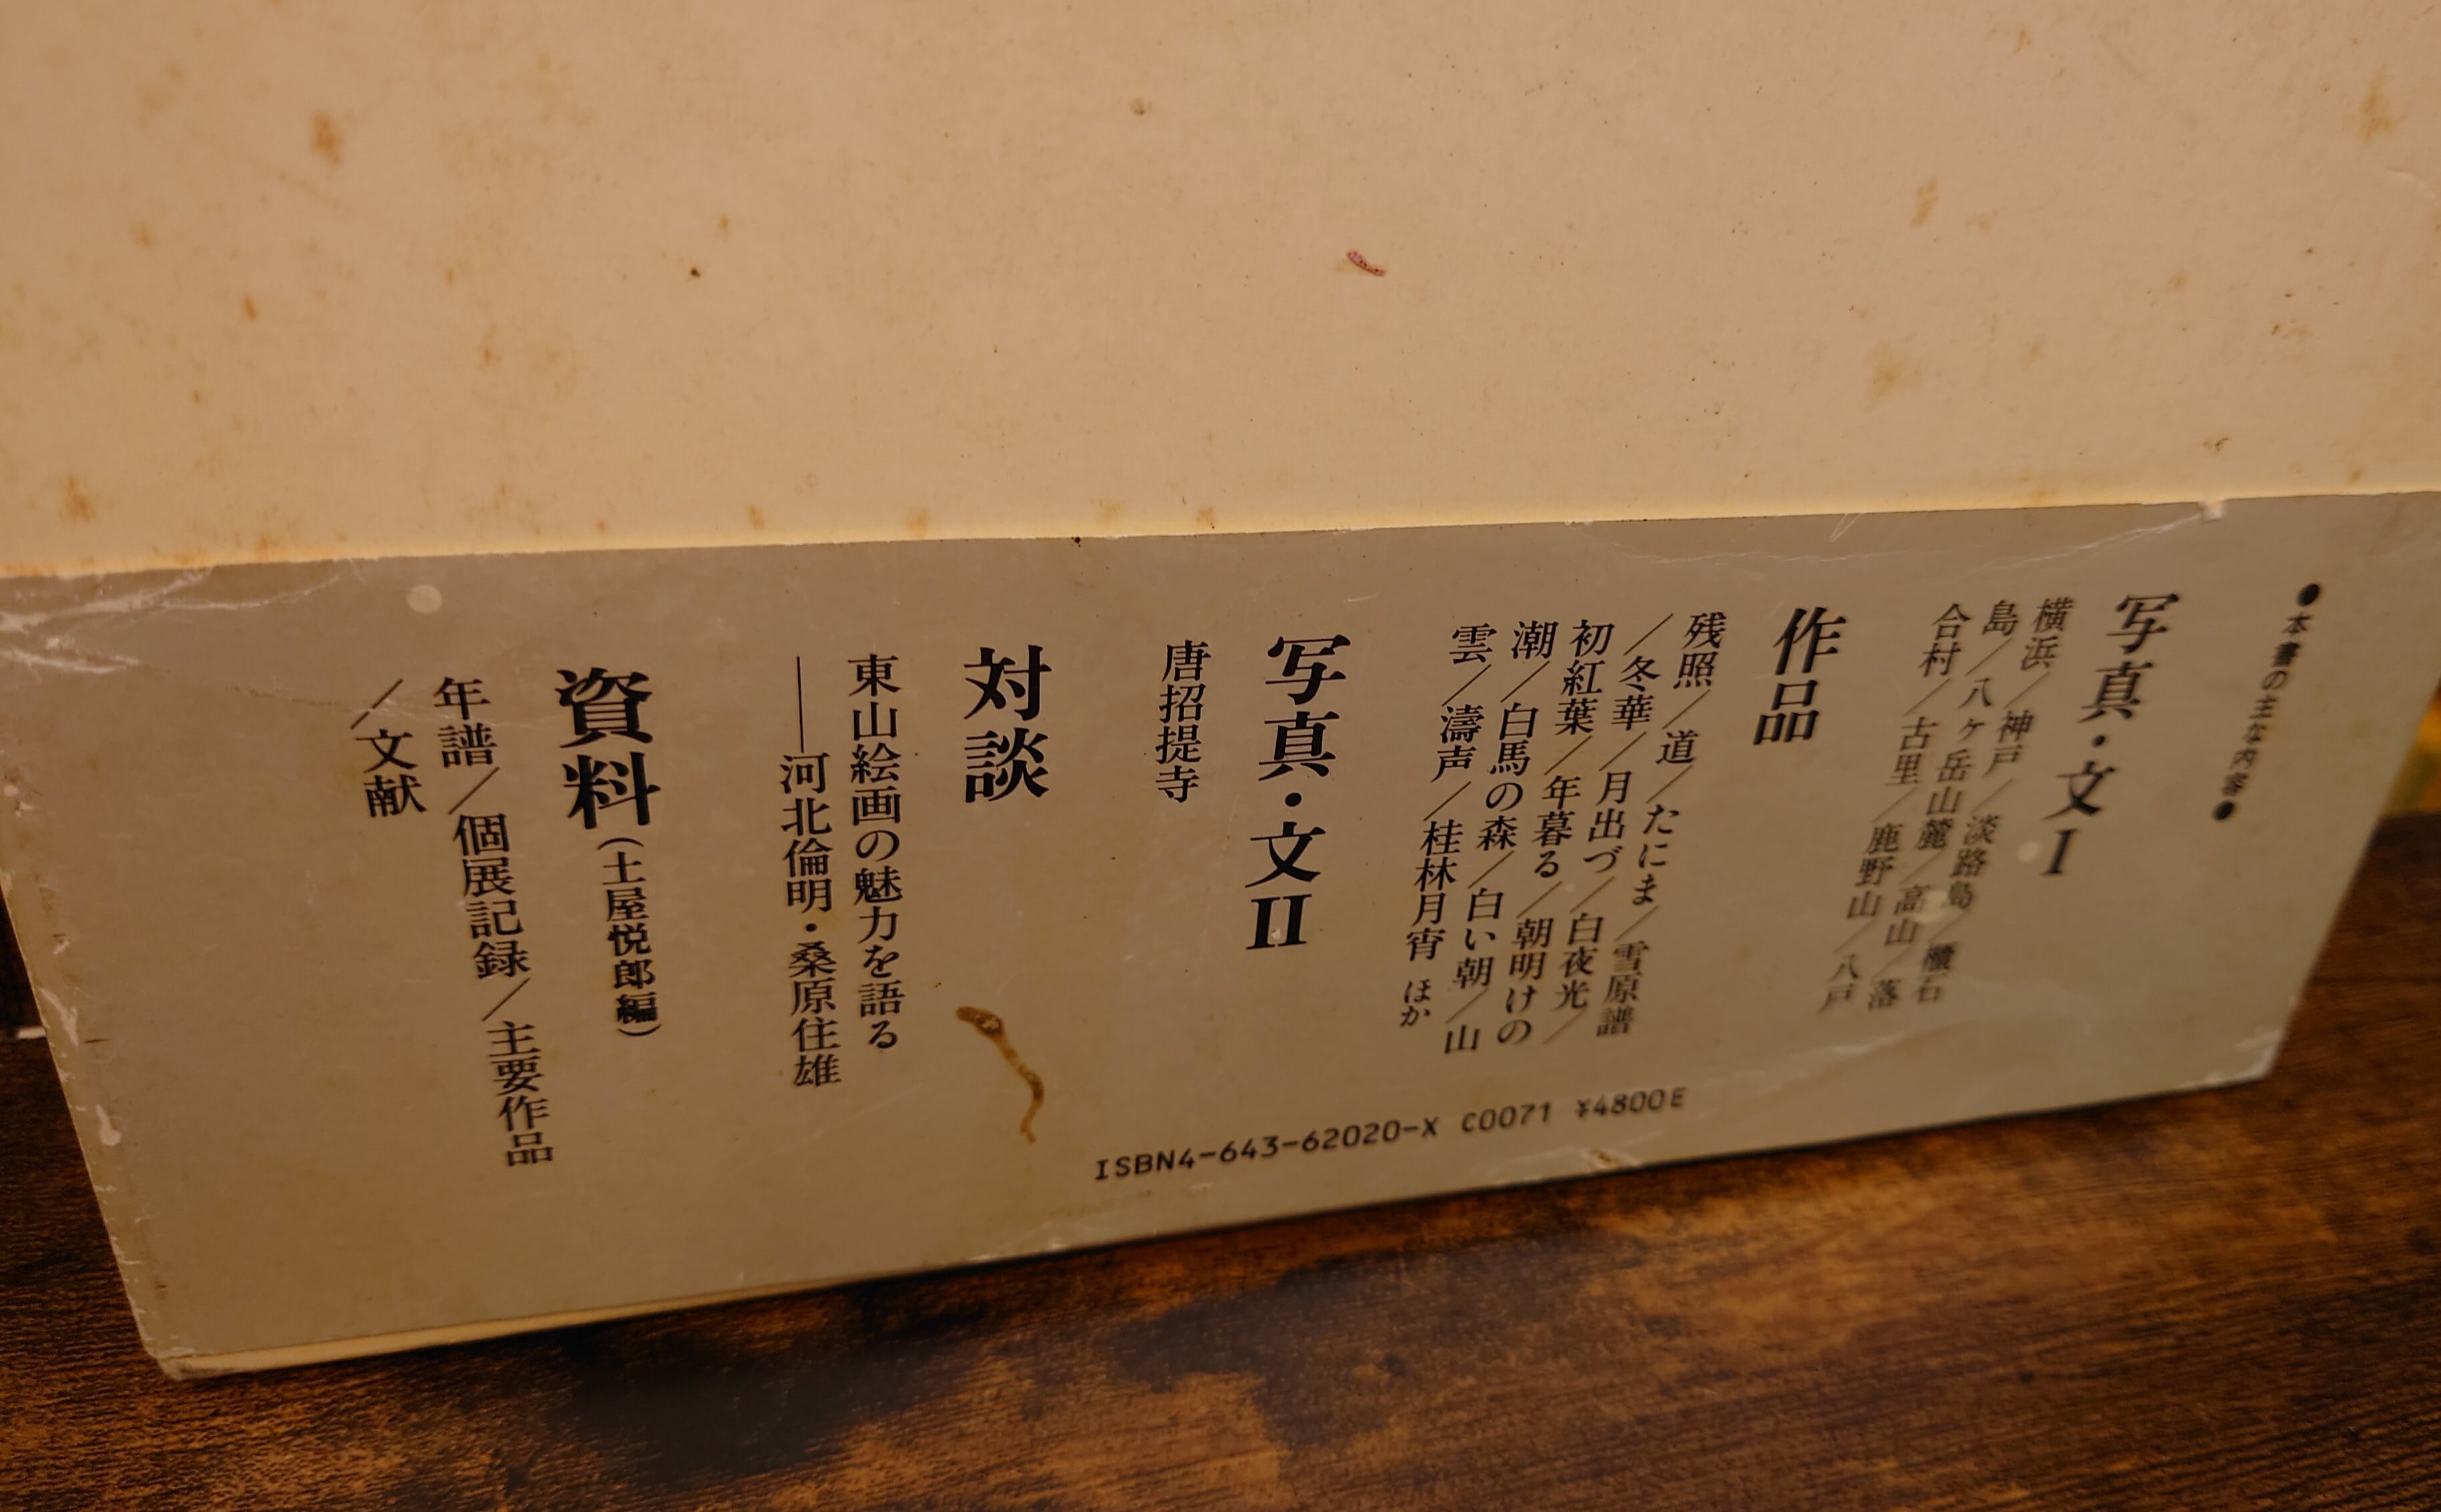 ●本書の主な内容●
写真・文I
横浜／神戸／淡路島／櫃石
島／八ヶ岳山麓／高山／落
合村／古里／鹿野山／八戸
作品
残照／道／たにま／雪原譜
／冬華／月出づ／白夜光／
初紅葉／年暮る／朝明けの
潮／白馬の森／白い朝／山
雲／濤声／桂林月宵 ほか
写真・文II
唐招提寺
対談
東山絵画の魅力を語る
――河北倫明・桑原住雄
資料(土屋悦郎編)
年譜／個展記録／主要作品
／文献
ISBN4-643-62020-X C0071 ¥4800E